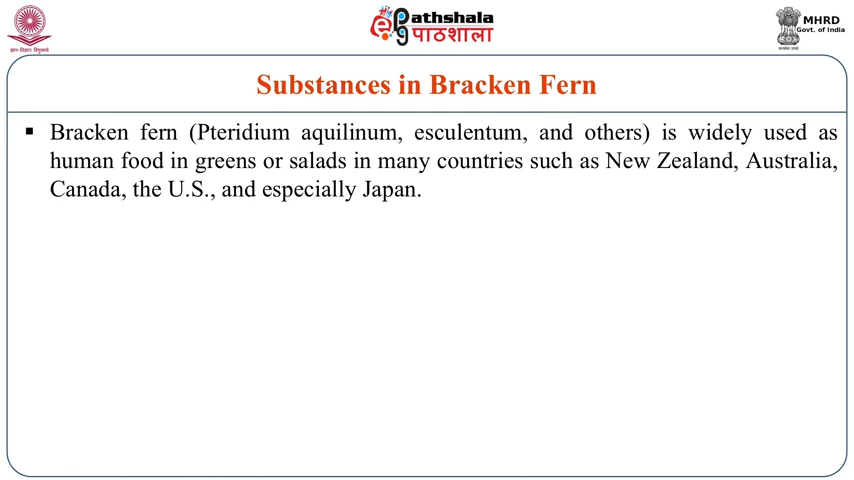 ePathshala
पाठशाला
MHRD
Govt. of India
Substances in Bracken Fern
▪ Bracken fern (Pteridium aquilinum, esculentum, and others) is widely used as
human food in greens or salads in many countries such as New Zealand, Australia,
Canada, the U.S., and especially Japan.